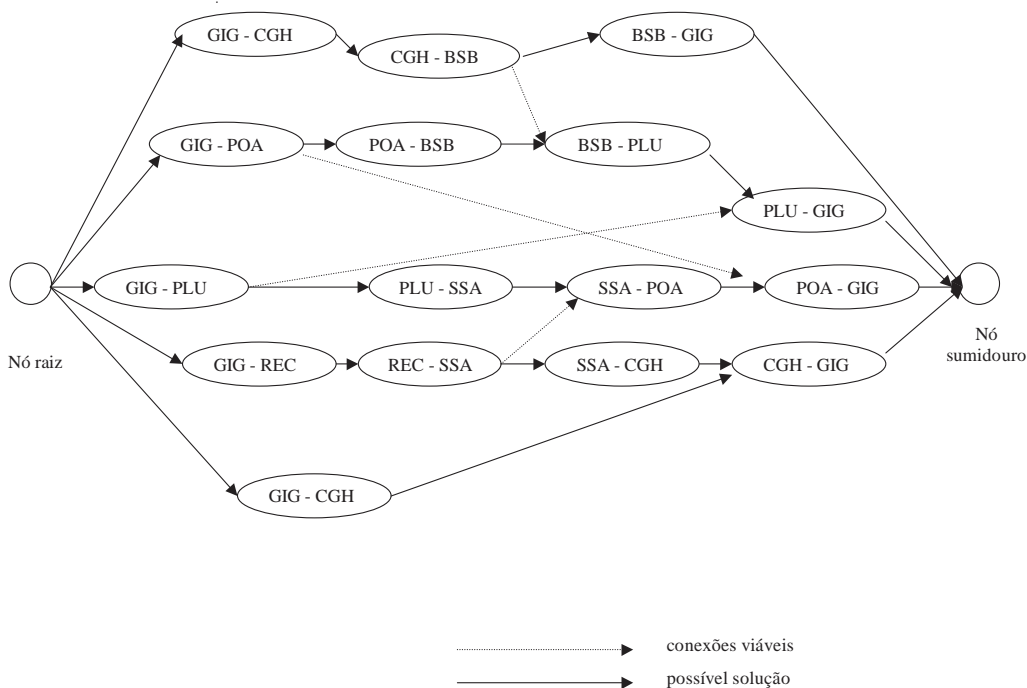 GIG - CGH
CGH - BSB
BSB - GIG
GIG - POA
POA - BSB
BSB - PLU
PLU - GIG
GIG - PLU
PLU - SSA
SSA - POA
POA - GIG
Nó raiz
Nó
sumidouro
GIG - REC
REC - SSA
SSA - CGH
CGH - GIG
GIG - CGH
conexões viáveis
possível solução